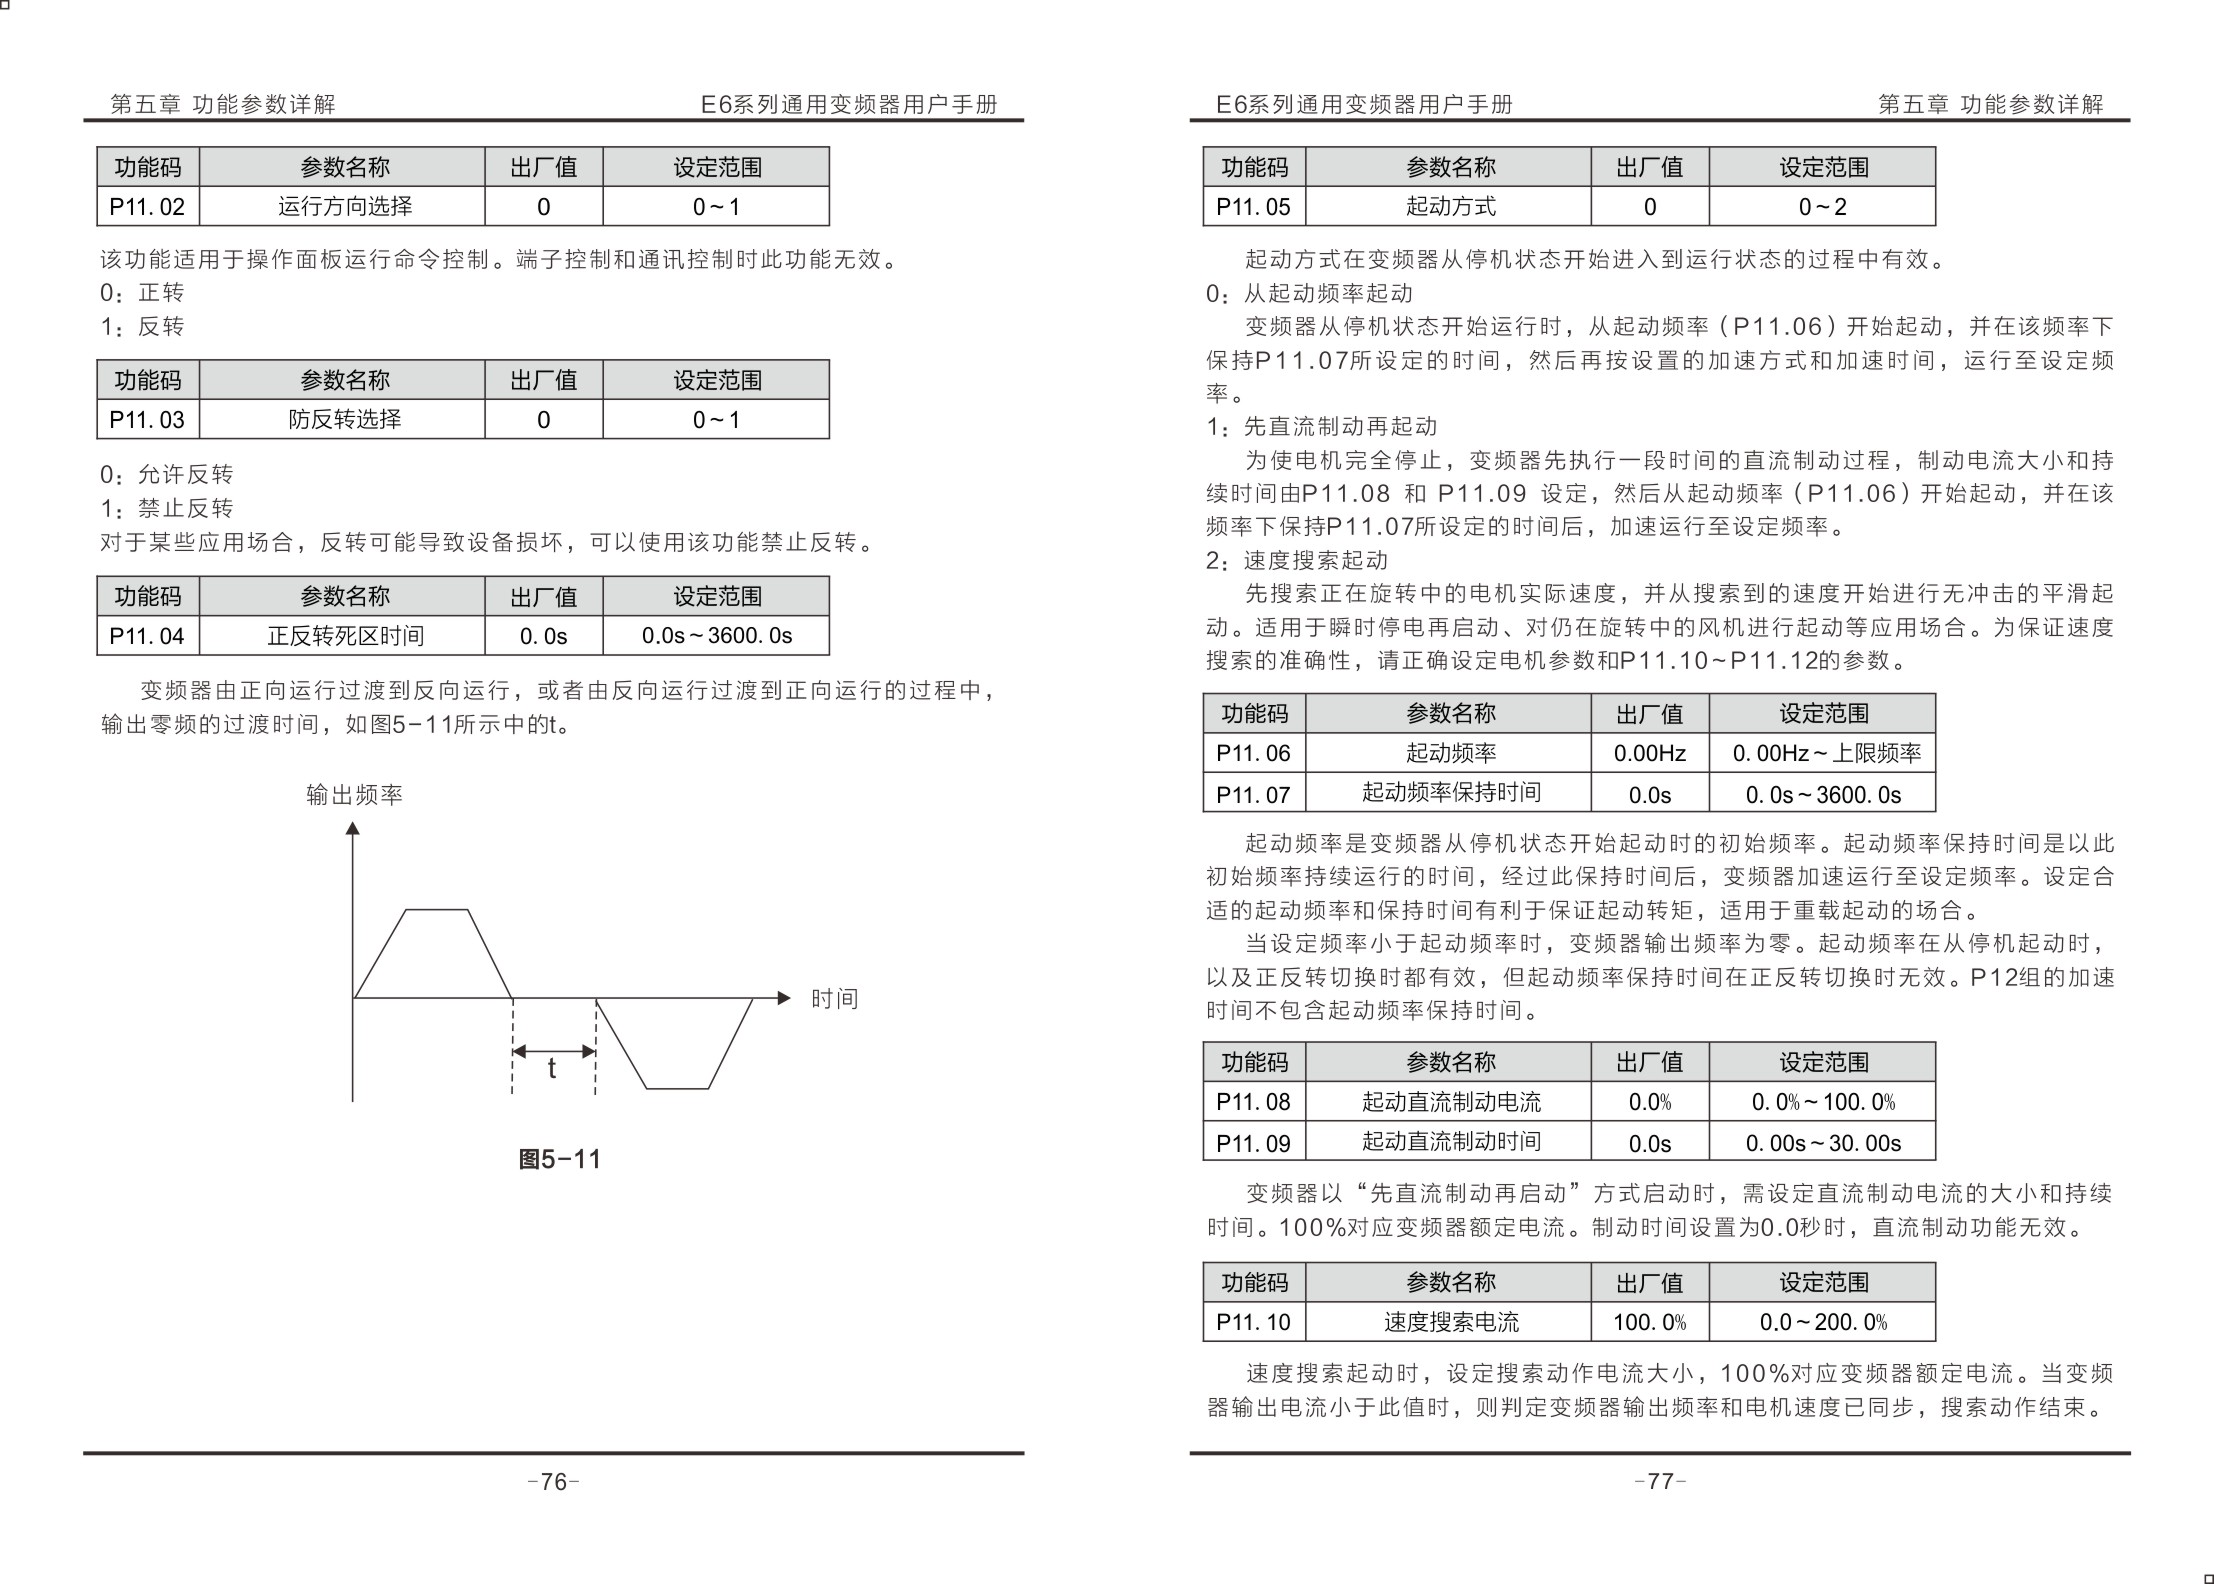 第五章 功能参数详解 E6系列通用变频器用户手册
功能码 参数名称 出厂值 设定范围
P11.02 运行方向选择 0 0~1
该功能适用于操作面板运行命令控制。端子控制和通讯控制时此功能无效。
0：正转
1：反转
功能码 参数名称 出厂值 设定范围
P11.03 防反转选择 0 0~1
0：允许反转
1：禁止反转
对于某些应用场合，反转可能导致设备损坏，可以使用该功能禁止反转。
功能码 参数名称 出厂值 设定范围
P11.04 正反转死区时间 0.0s 0.0s~3600.0s
变频器由正向运行过渡到反向运行，或者由反向运行过渡到正向运行的过程中，
输出零频的过渡时间，如图5-11所示中的t。
输出频率
时间
t
图5-11
-76-
E6系列通用变频器用户手册 第五章 功能参数详解
功能码 参数名称 出厂值 设定范围
P11.05 起动方式 0 0~2
起动方式在变频器从停机状态开始进入到运行状态的过程中有效。
0：从起动频率起动
变频器从停机状态开始运行时，从起动频率（P11.06）开始起动，并在该频率下
保持P11.07所设定的时间，然后再按设置的加速方式和加速时间，运行至设定频
率。
1：先直流制动再起动
为使电机完全停止，变频器先执行一段时间的直流制动过程，制动电流大小和持
续时间由P11.08 和 P11.09 设定，然后从起动频率（P11.06）开始起动，并在该
频率下保持P11.07所设定的时间后，加速运行至设定频率。
2：速度搜索起动
先搜索正在旋转中的电机实际速度，并从搜索到的速度开始进行无冲击的平滑起
动。适用于瞬时停电再启动、对仍在旋转中的风机进行起动等应用场合。为保证速度
搜索的准确性，请正确设定电机参数和P11.10~P11.12的参数。
功能码 参数名称 出厂值 设定范围
P11.06 起动频率 0.00Hz 0.00Hz~上限频率
P11.07 起动频率保持时间 0.0s 0.0s~3600.0s
起动频率是变频器从停机状态开始起动时的初始频率。起动频率保持时间是以此
初始频率持续运行的时间，经过此保持时间后，变频器加速运行至设定频率。设定合
适的起动频率和保持时间有利于保证起动转矩，适用于重载起动的场合。
当设定频率小于起动频率时，变频器输出频率为零。起动频率在从停机起动时，
以及正反转切换时都有效，但起动频率保持时间在正反转切换时无效。P12组的加速
时间不包含起动频率保持时间。
功能码 参数名称 出厂值 设定范围
P11.08 起动直流制动电流 0.0% 0.0%~100.0%
P11.09 起动直流制动时间 0.0s 0.00s~30.00s
变频器以“先直流制动再启动”方式启动时，需设定直流制动电流的大小和持续
时间。100%对应变频器额定电流。制动时间设置为0.0秒时，直流制动功能无效。
功能码 参数名称 出厂值 设定范围
P11.10 速度搜索电流 100.0% 0.0~200.0%
速度搜索起动时，设定搜索动作电流大小，100%对应变频器额定电流。当变频
器输出电流小于此值时，则判定变频器输出频率和电机速度已同步，搜索动作结束。
-77-